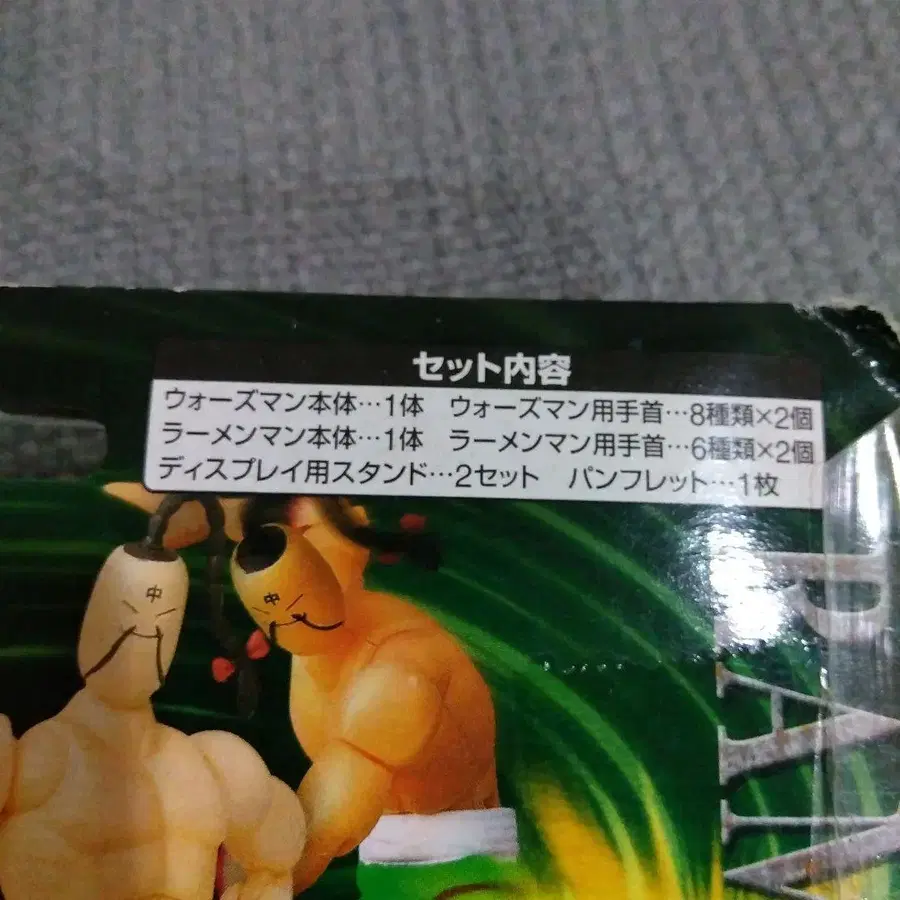 セット内容
ウォーズマン本体…1体　ウォーズマン用手首…8種類×2個
ラーメンマン本体…1体　ラーメンマン用手首…6種類×2個
ディスプレイ用スタンド…2セット　パンフレット…1枚
中
中